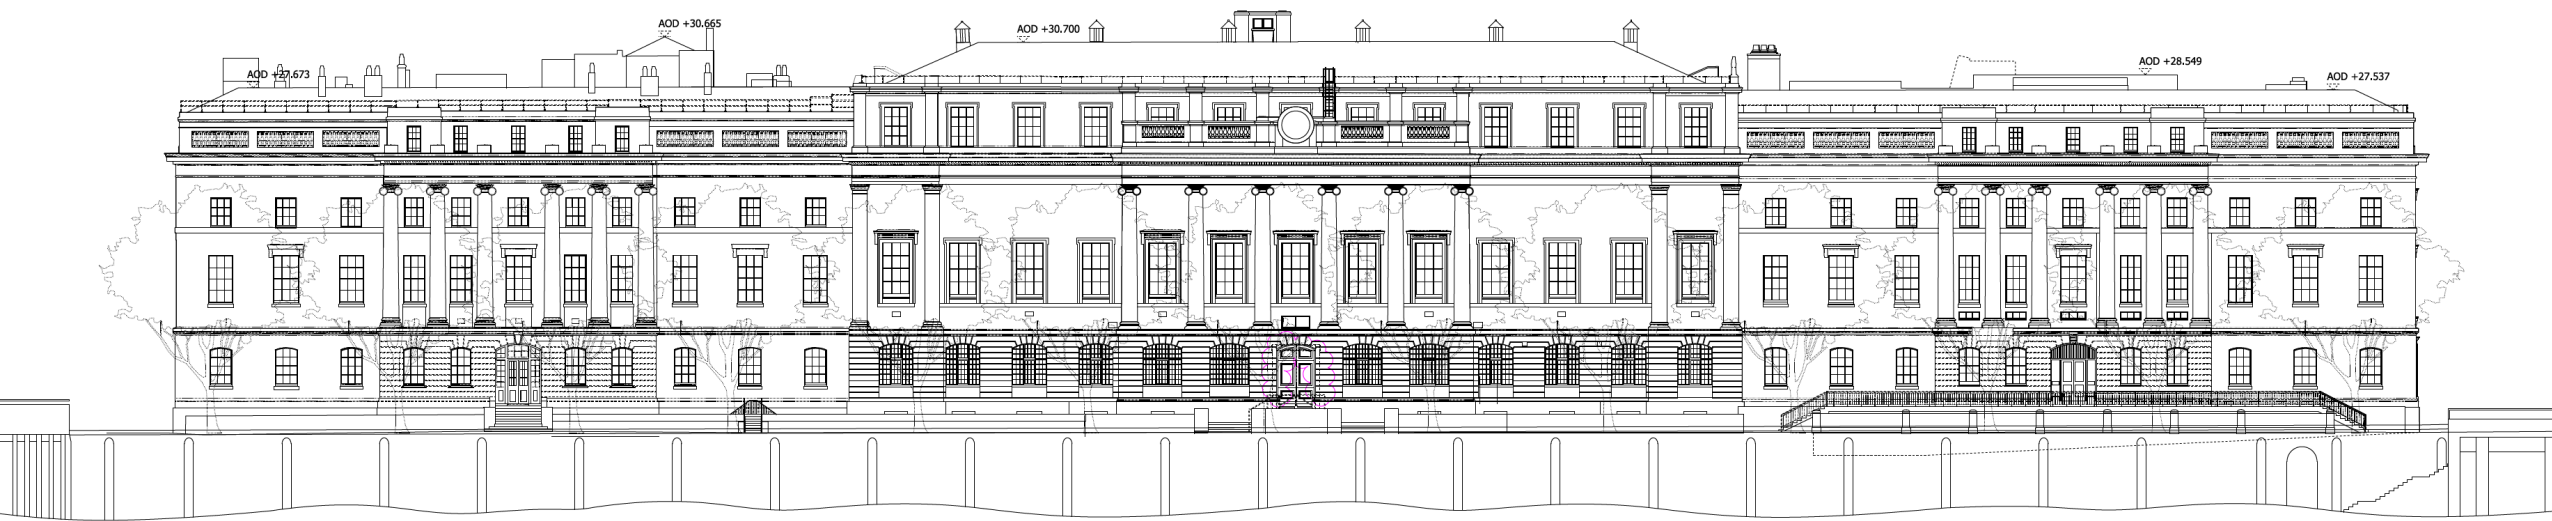 AOD +30.665
AOD +30.700
AOD +28.549
AOD +27.673
AOD +27.537